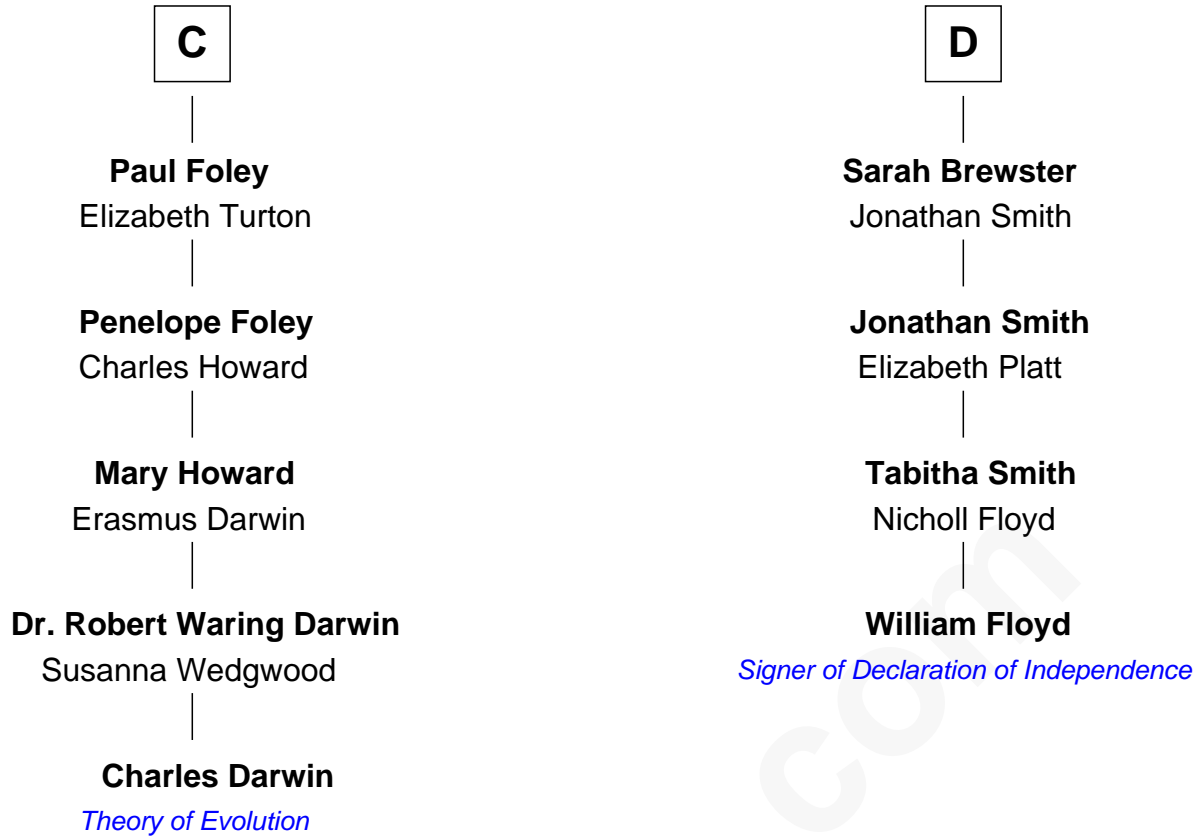 C
Paul Foley
Elizabeth Turton
Penelope Foley
Charles Howard
Mary Howard
Erasmus Darwin
Dr. Robert Waring Darwin
Susanna Wedgwood
Charles Darwin
Theory of Evolution
D
Sarah Brewster
Jonathan Smith
Jonathan Smith
Elizabeth Platt
Tabitha Smith
Nicholl Floyd
William Floyd
Signer of Declaration of Independence
com